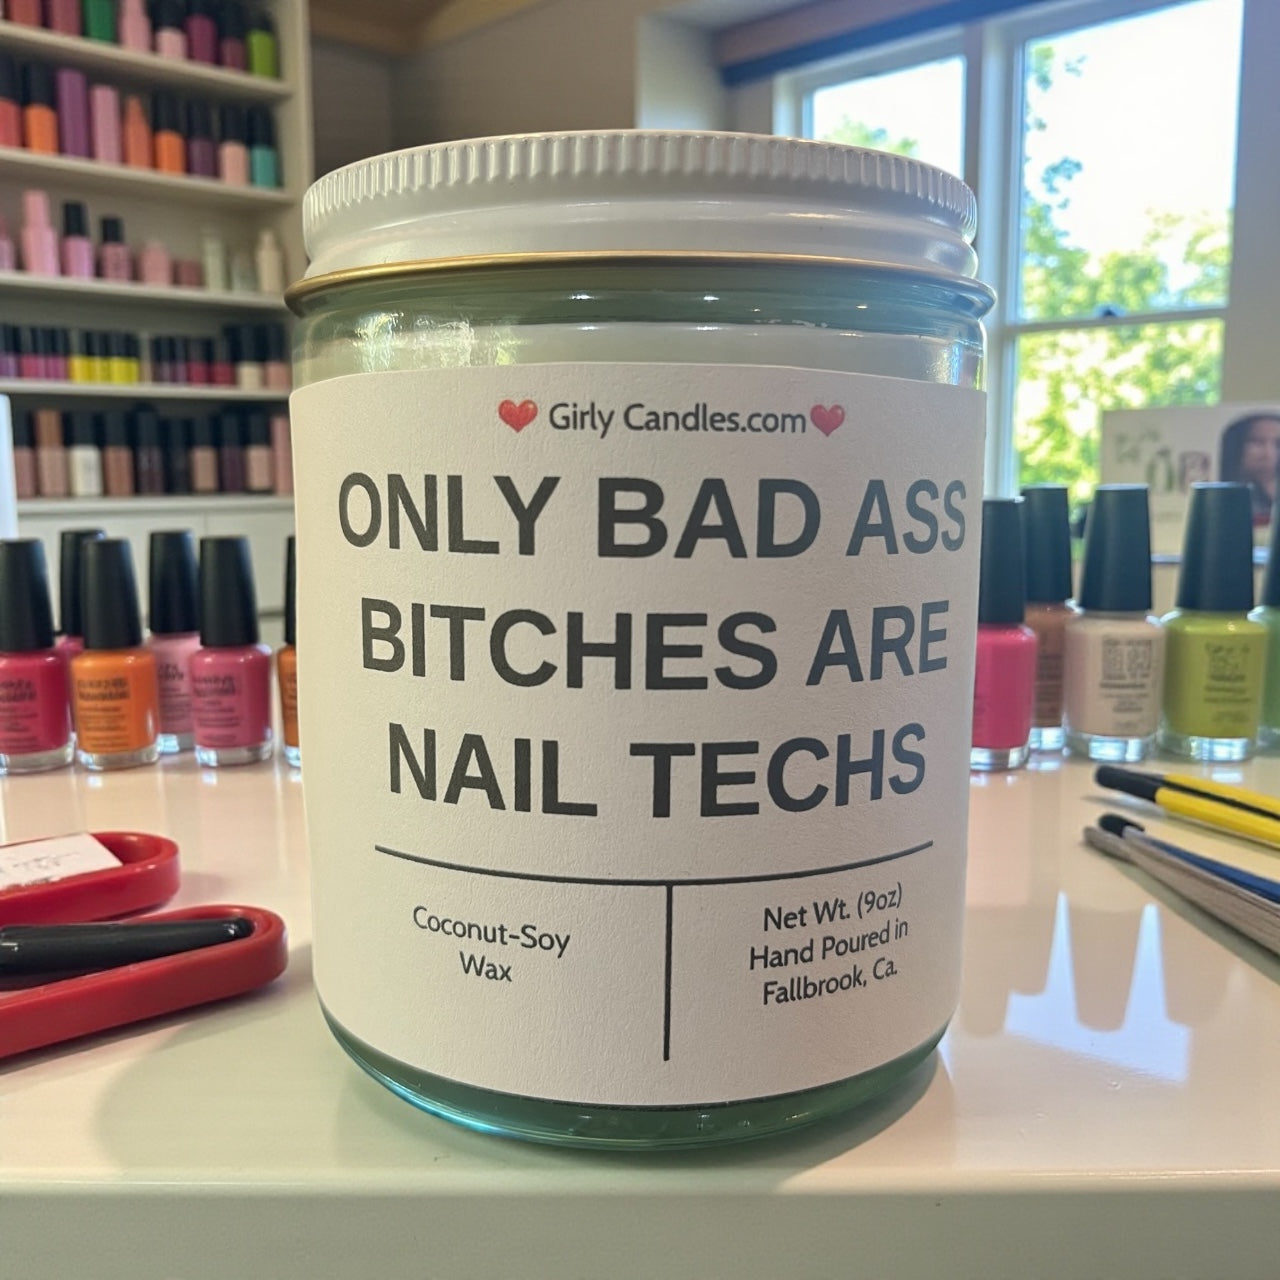 Girly Candles.com
ONLY BAD ASS
BITCHES ARE
NAIL TECHS
Coconut-Soy
Wax
Net Wt. (9oz)
Hand Poured in
Fallbrook, Ca.